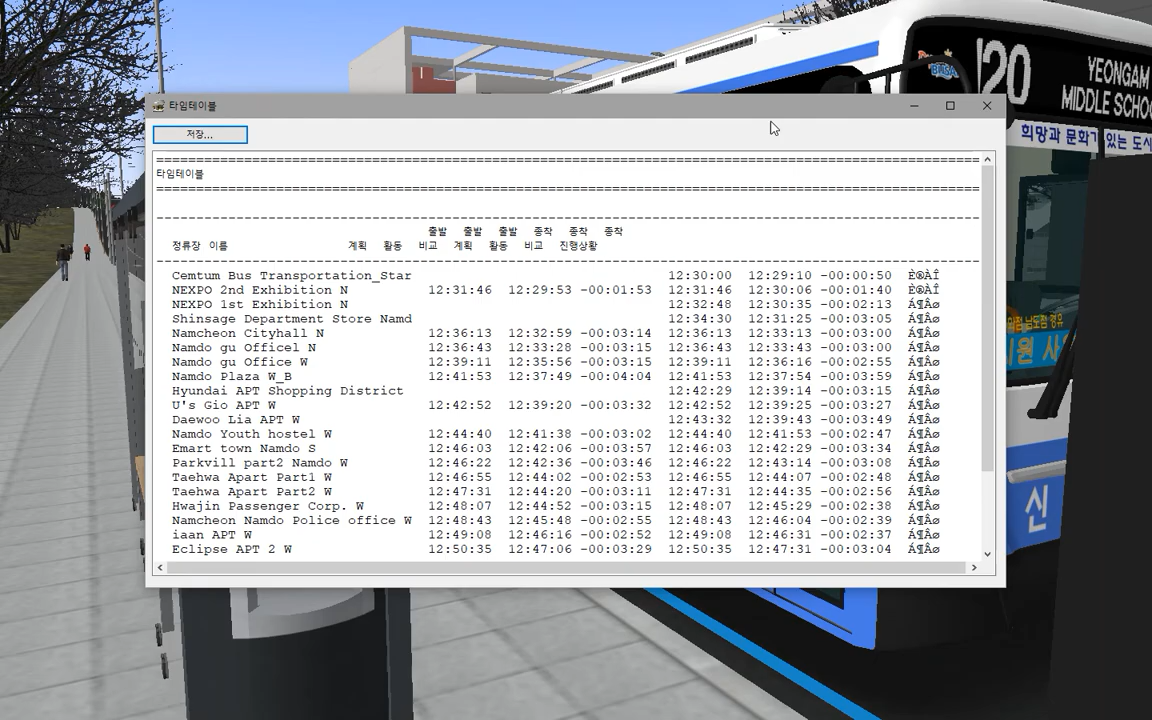 20
YEONGAM
MIDDLE SCHO
타임테이블
저장...
희망과 문화가 있는 도시
================================================================================
타임테이블
================================================================================
--------------------------------------------------------------------------------
출발 출발 출발 종착 종착 종착
정류장 이름 계획 활동 비교 계획 활동 비교 진행상황
--------------------------------------------------------------------------------
Cemtum Bus Transportation_Star 12:30:00 12:29:10 -00:00:50 È®ÀÎ
NEXPO 2nd Exhibition N 12:31:46 12:29:53 -00:01:53 12:31:46 12:30:06 -00:01:40 È®ÀÎ
NEXPO 1st Exhibition N 12:32:48 12:30:35 -00:02:13 Á¶Âø
Shinsage Department Store Namd 12:34:30 12:31:25 -00:03:05 Á¶Âø
Namcheon Cityhall N 12:36:13 12:32:59 -00:03:14 12:36:13 12:33:13 -00:03:00 Á¶Âø
Namdo gu Officel N 12:36:43 12:33:28 -00:03:15 12:36:43 12:33:43 -00:03:00 Á¶Âø
Namdo gu Office W 12:39:11 12:35:56 -00:03:15 12:39:11 12:36:16 -00:02:55 Á¶Âø
Namdo Plaza W_B 12:41:53 12:37:49 -00:04:04 12:41:53 12:37:54 -00:03:59 Á¶Âø
Hyundai APT Shopping District 12:42:29 12:39:14 -00:03:15 Á¶Âø
U's Gio APT W 12:42:52 12:39:20 -00:03:32 12:42:52 12:39:25 -00:03:27 Á¶Âø
Daewoo Lia APT W 12:43:32 12:39:43 -00:03:49 Á¶Âø
Namdo Youth hostel W 12:44:40 12:41:38 -00:03:02 12:44:40 12:41:53 -00:02:47 Á¶Âø
Emart town Namdo S 12:46:03 12:42:06 -00:03:57 12:46:03 12:42:29 -00:03:34 Á¶Âø
Parkvill part2 Namdo W 12:46:22 12:42:36 -00:03:46 12:46:22 12:43:14 -00:03:08 Á¶Âø
Taehwa Apart Part1 W 12:46:55 12:44:02 -00:02:53 12:46:55 12:44:07 -00:02:48 Á¶Âø
Taehwa Apart Part2 W 12:47:31 12:44:20 -00:03:11 12:47:31 12:44:35 -00:02:56 Á¶Âø
Hwajin Passenger Corp. W 12:48:07 12:44:52 -00:03:15 12:48:07 12:45:29 -00:02:38 Á¶Âø
Namcheon Namdo Police office W 12:48:43 12:45:48 -00:02:55 12:48:43 12:46:04 -00:02:39 Á¶Âø
iaan APT W 12:49:08 12:46:16 -00:02:52 12:49:08 12:46:31 -00:02:37 Á¶Âø
Eclipse APT 2 W 12:50:35 12:47:06 -00:03:29 12:50:35 12:47:31 -00:03:04 Á¶Âø
신